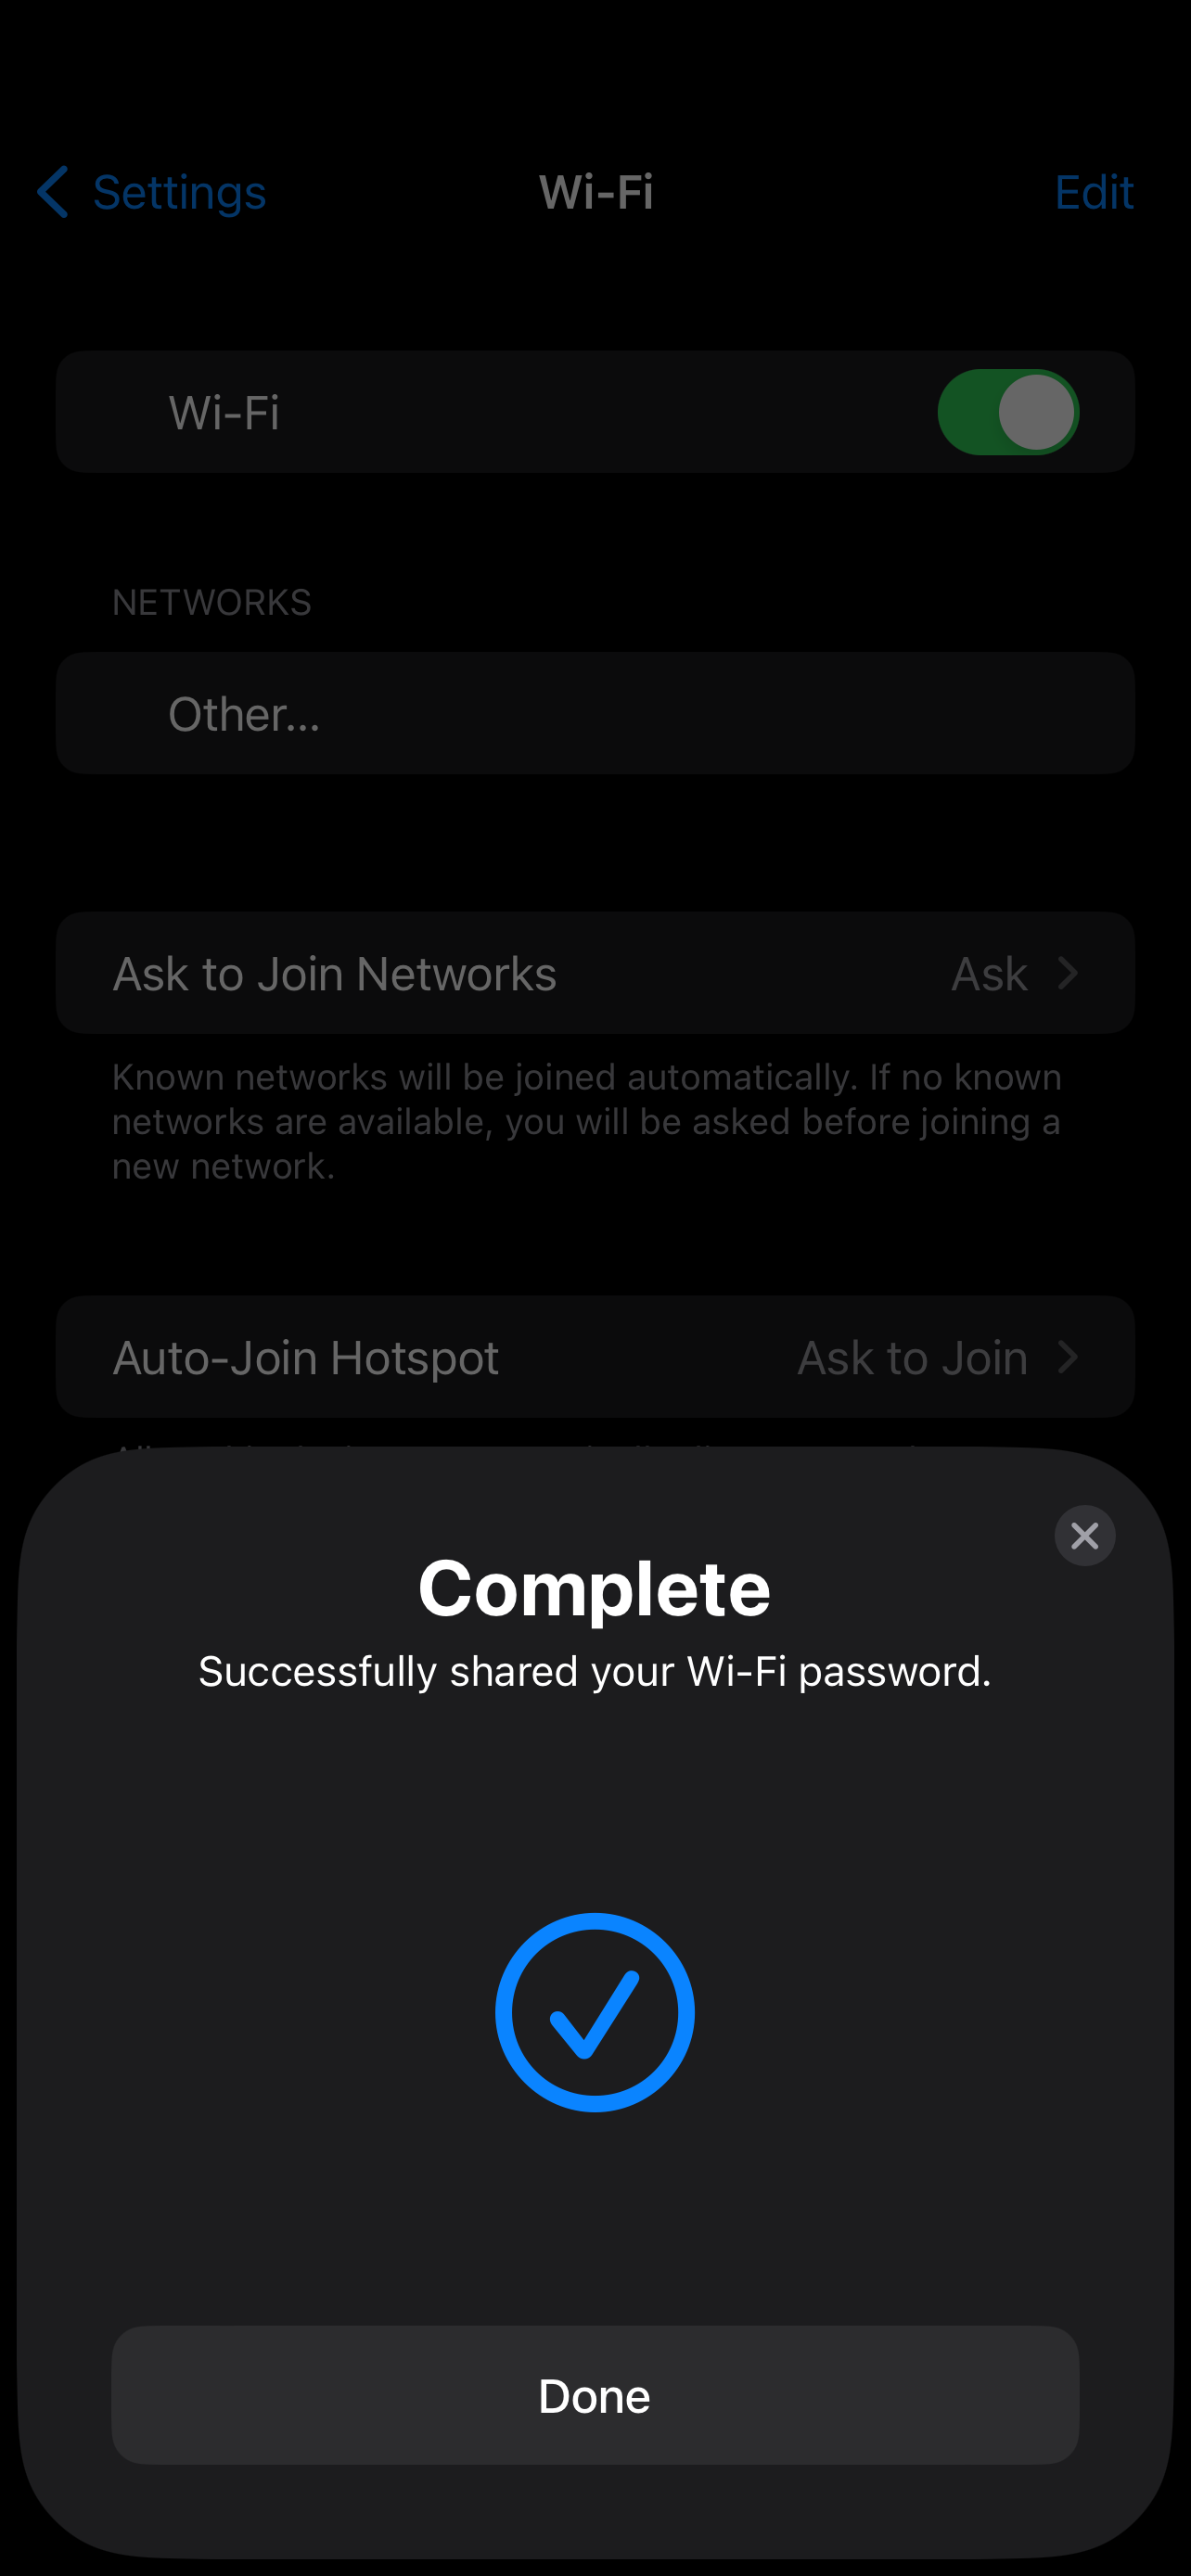 Settings
Wi-Fi
Edit
Wi-Fi
NETWORKS
Other...
Ask to Join Networks
Ask
Known networks will be joined automatically. If no known
networks are available, you will be asked before joining a
new network.
Auto-Join Hotspot
Ask to Join
Complete
Successfully shared your Wi-Fi password.
Done